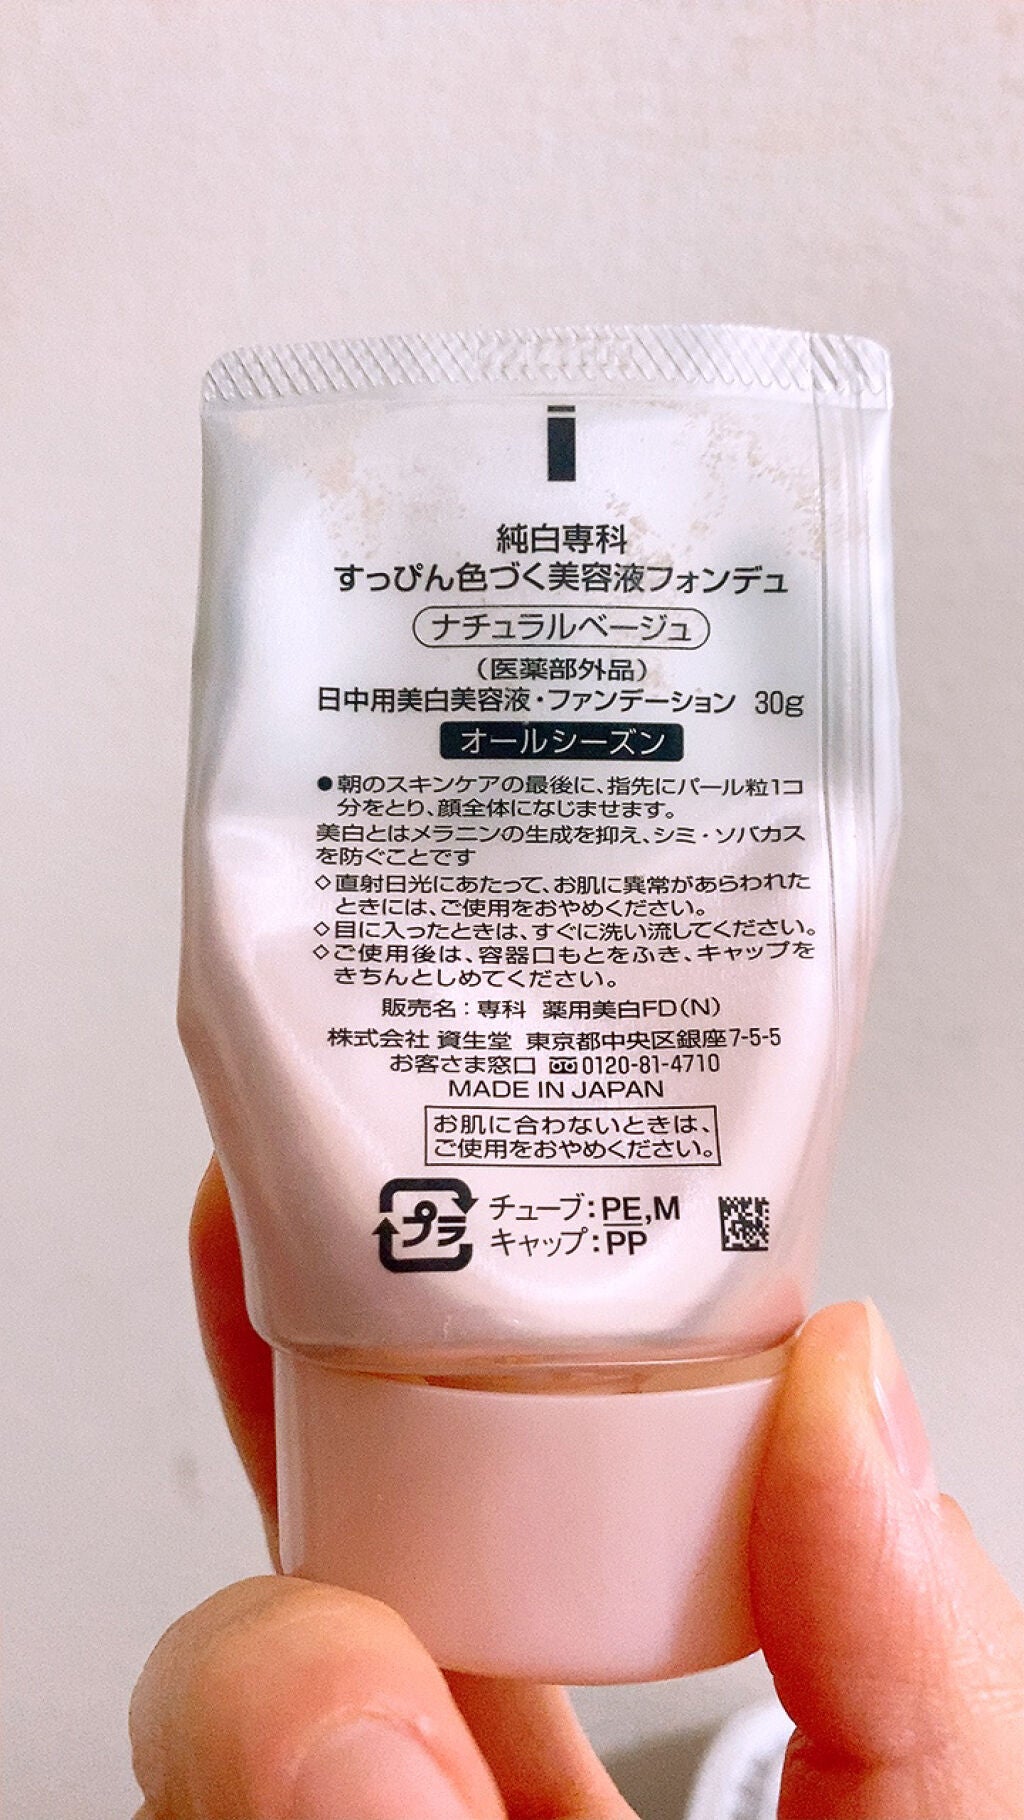 純白専科
すっぴん色づく美容液フォンデュ
ナチュラルベージュ
(医薬部外品)
日中用美白美容液・ファンデーション 30g
オールシーズン
●朝のスキンケアの最後に、指先にパール粒1コ
分をとり、顔全体になじませます。
美白とはメラニンの生成を抑え、シミ・ソバカス
を防ぐことです
◇直射日光にあたって、お肌に異常があらわれた
ときには、ご使用をおやめください。
◇目に入ったときは、すぐに洗い流してください。
◇ご使用後は、容器口もとをふき、キャップを
きちんとしめてください。
販売名：専科 薬用美白FD(N)
株式会社 資生堂 東京都中央区銀座7-5-5
お客さま窓口 0120-81-4710
MADE IN JAPAN
お肌に合わないときは、
ご使用をおやめください。
プラ チューブ：PE,M
キャップ：PP